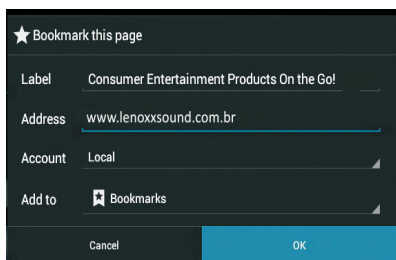 Bookmark this page
Label Consumer Entertainment Products On the Go!
Address www.lenoxxsound.com.br
Account Local
Add to Bookmarks
Cancel OK